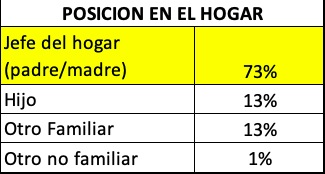 POSICION EN EL HOGAR
Jefe del hogar
(padre/madre) 73%
Hijo 13%
Otro Familiar 13%
Otro no familiar 1%